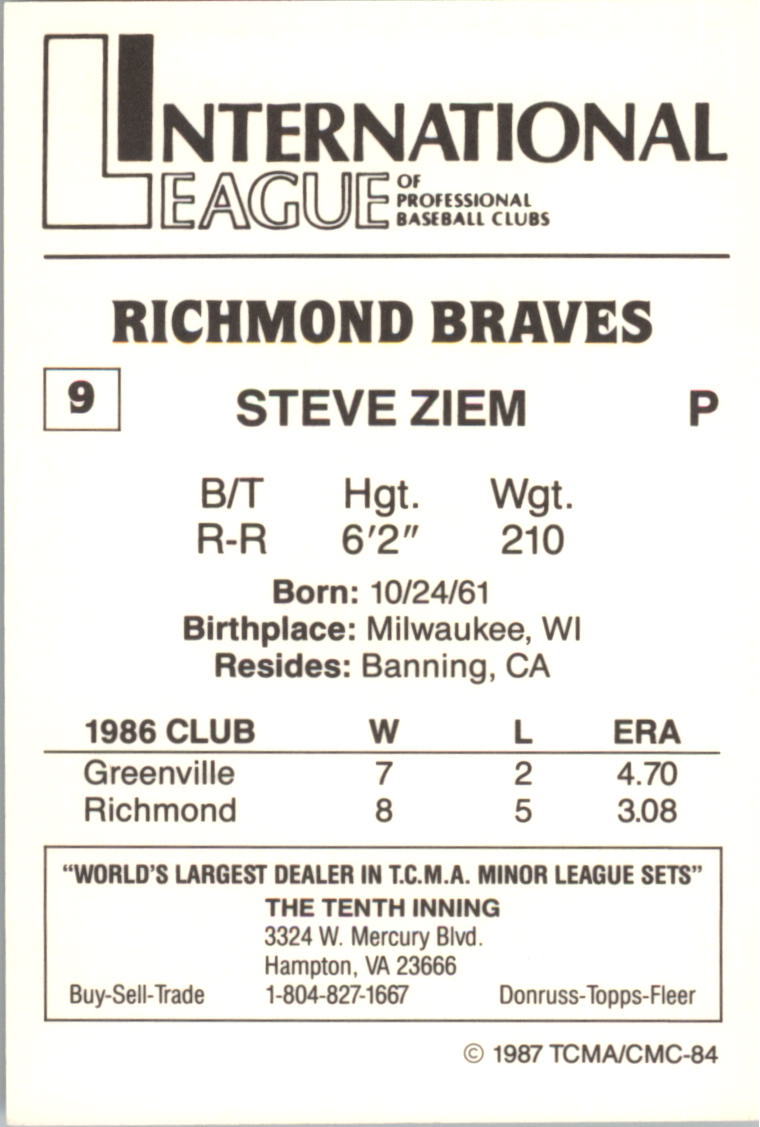 INTERNATIONAL
LEAGUE OF
PROFESSIONAL
BASEBALL CLUBS
RICHMOND BRAVES
9 STEVE ZIEM P
B/T Hgt. Wgt.
R-R 6'2" 210
Born: 10/24/61
Birthplace: Milwaukee, WI
Resides: Banning, CA
1986 CLUB W L ERA
Greenville 7 2 4.70
Richmond 8 5 3.08
"WORLD'S LARGEST DEALER IN T.C.M.A. MINOR LEAGUE SETS"
THE TENTH INNING
3324 W. Mercury Blvd.
Hampton, VA 23666
Buy-Sell-Trade 1-804-827-1667 Donruss-Topps-Fleer
© 1987 TCMA/CMC-84